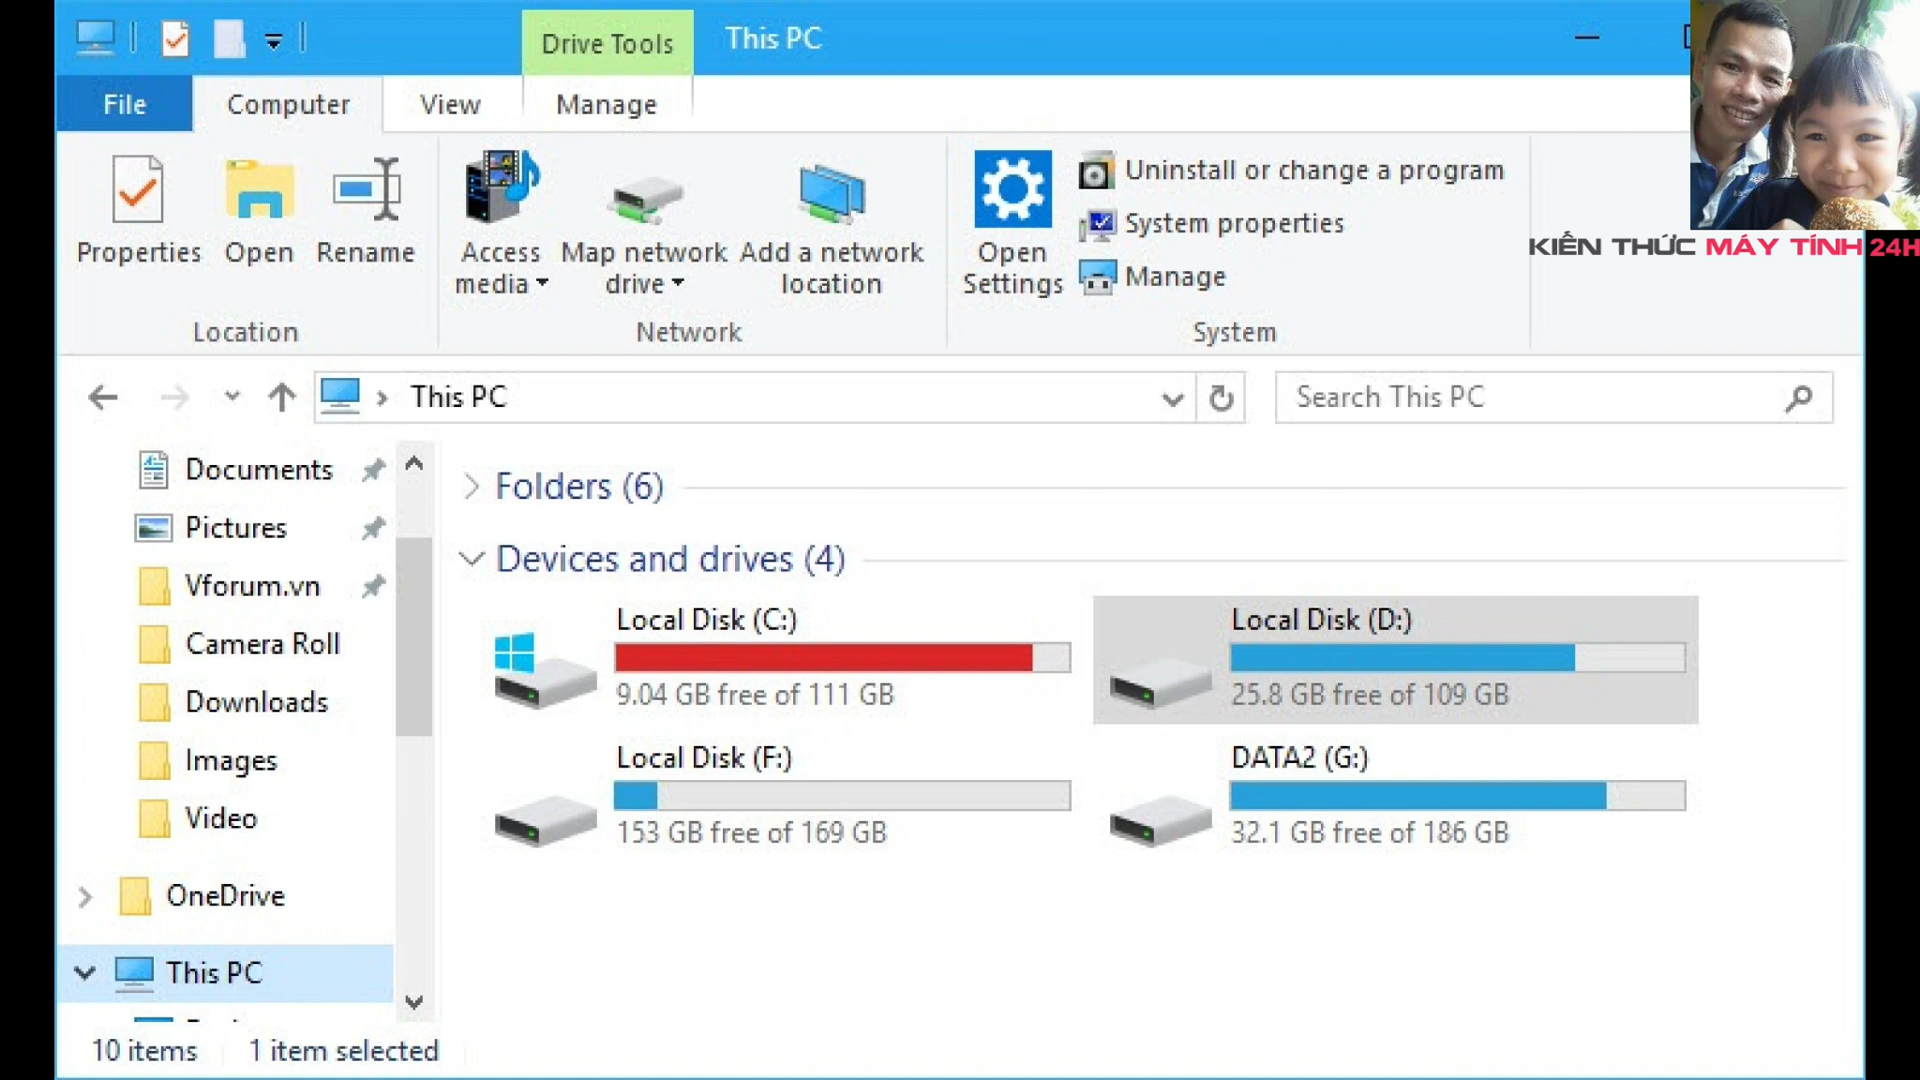 Drive Tools
This PC
File
Computer
View
Manage
Properties
Open
Rename
Access media
Map network drive
Add a network location
Open Settings
Uninstall or change a program
System properties
Manage
KIẾN THỨC MÁY TÍNH 24H
Location
Network
System
This PC
Search This PC
Documents
Pictures
Vforum.vn
Camera Roll
Downloads
Images
Video
OneDrive
This PC
Folders (6)
Devices and drives (4)
Local Disk (C:)
9.04 GB free of 111 GB
Local Disk (D:)
25.8 GB free of 109 GB
Local Disk (F:)
153 GB free of 169 GB
DATA2 (G:)
32.1 GB free of 186 GB
10 items
1 item selected